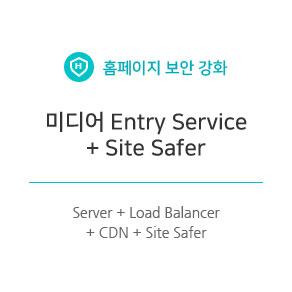 H
홈페이지 보안 강화
미디어 Entry Service
+ Site Safer
Server + Load Balancer
+ CDN + Site Safer